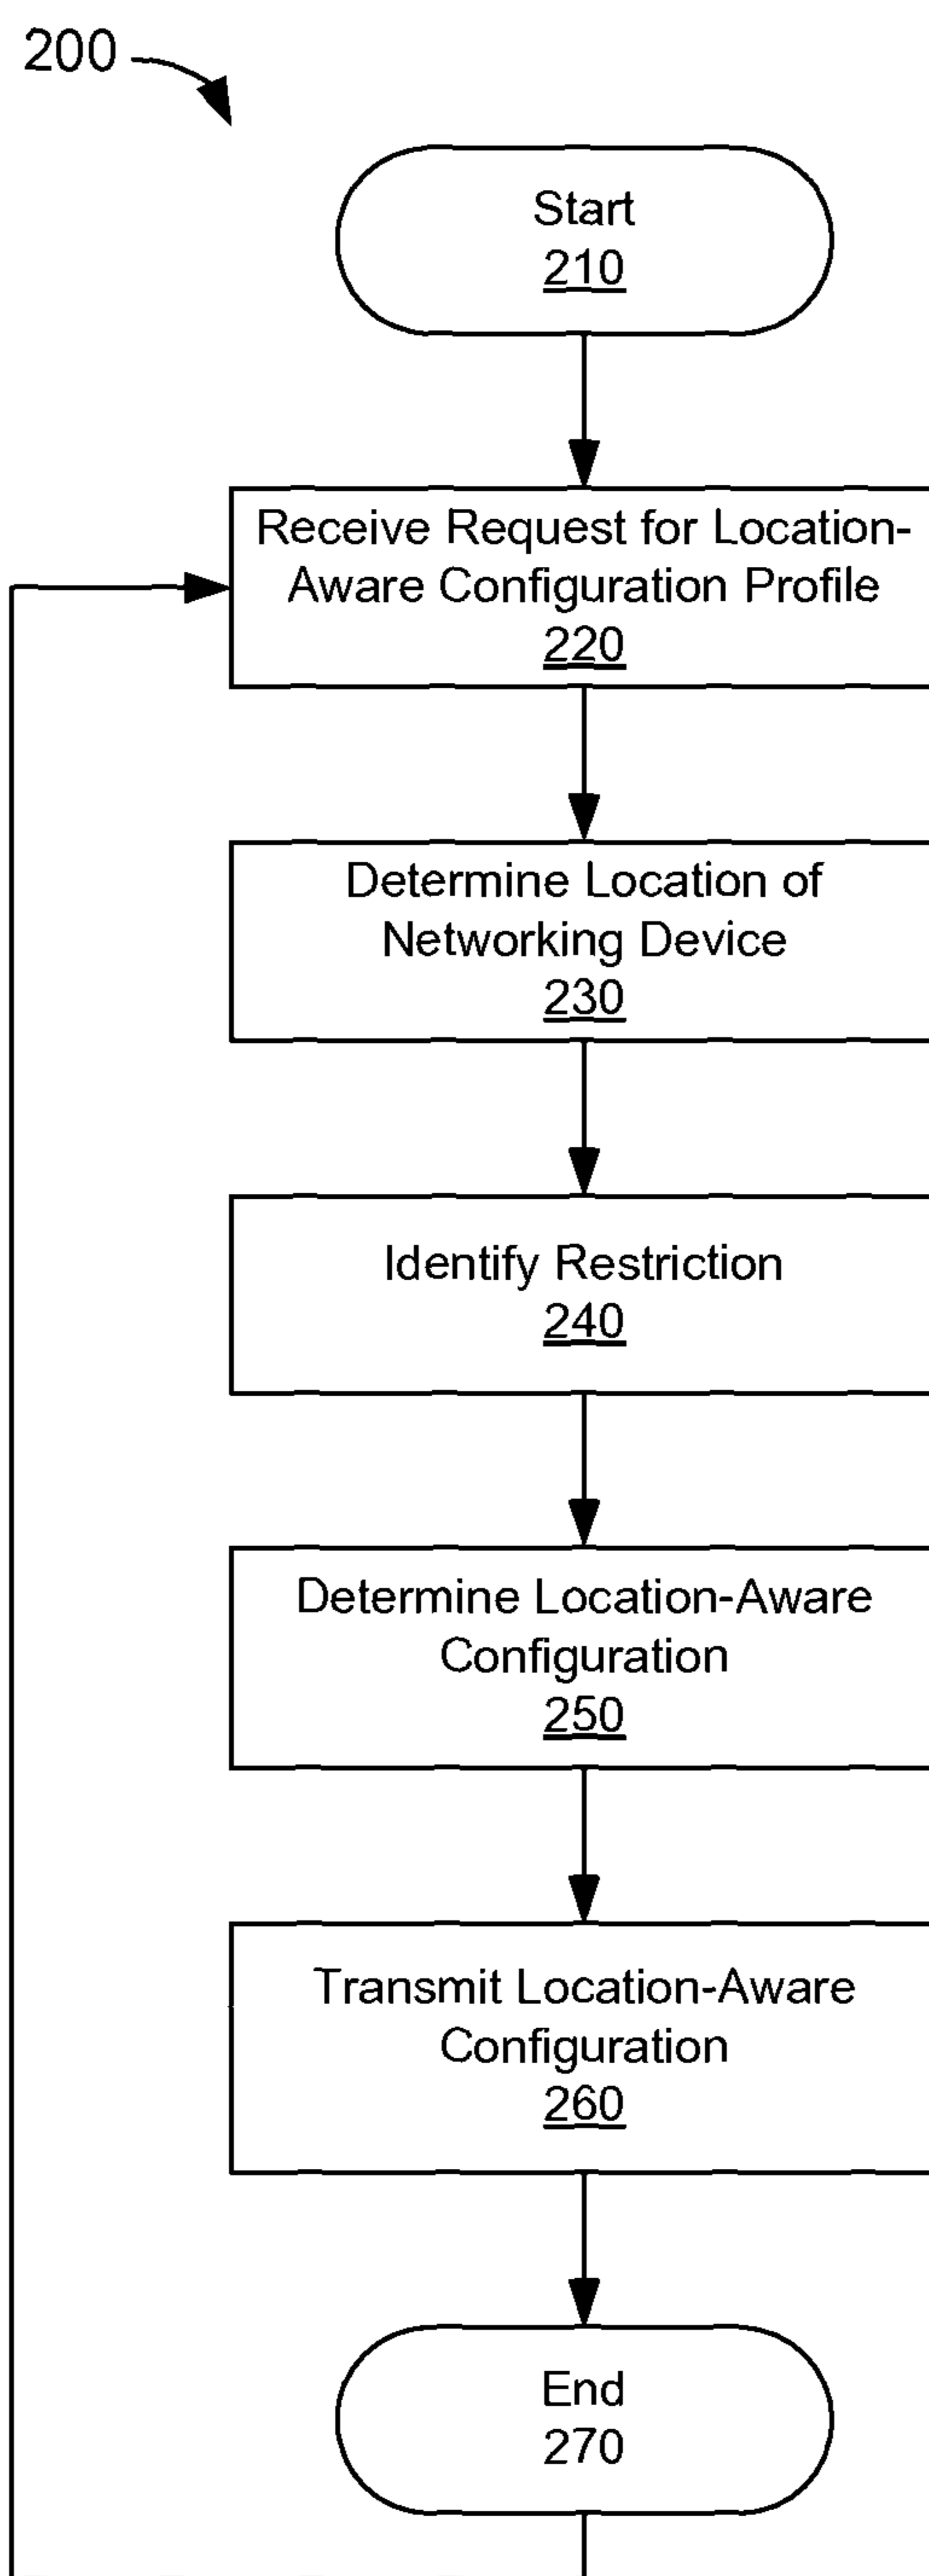 200
Start
210
Receive Request for Location-
Aware Configuration Profile
220
Determine Location of
Networking Device
230
Identify Restriction
240
Determine Location-Aware
Configuration
250
Transmit Location-Aware
Configuration
260
End
270